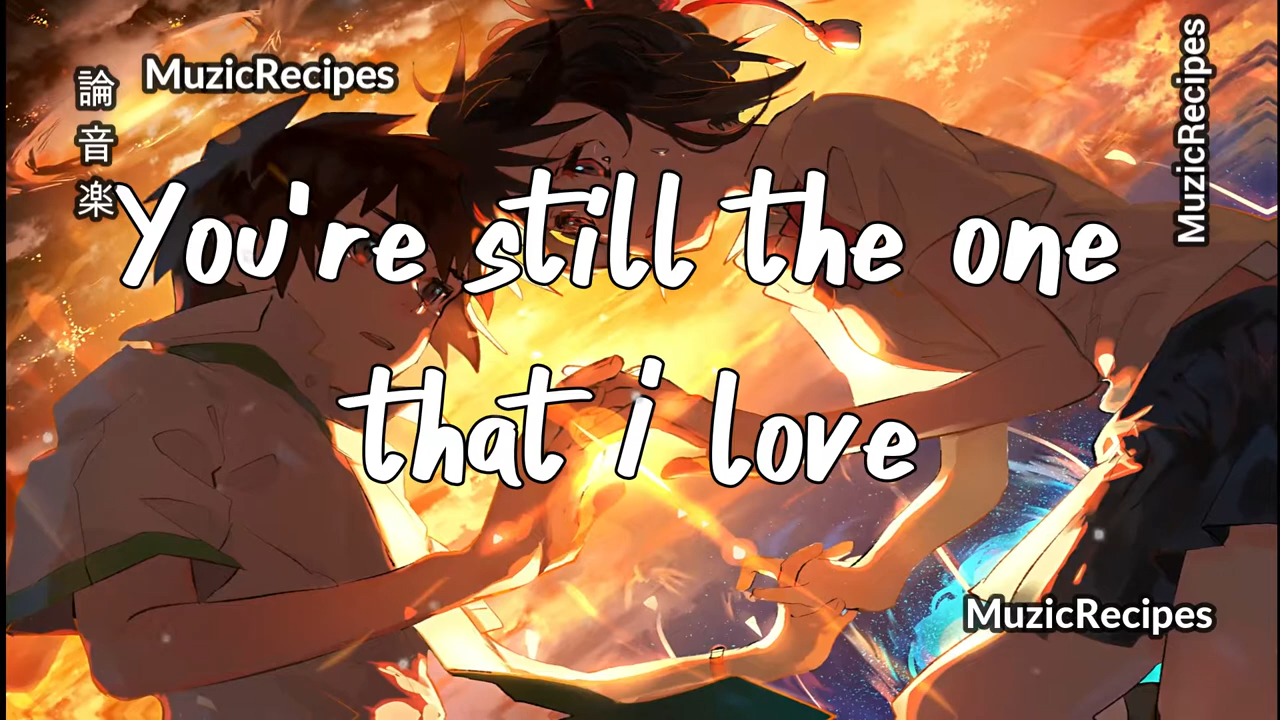 MuzicRecipes
論
音
楽
MuzicRecipes
You're still the one
that i love
MuzicRecipes